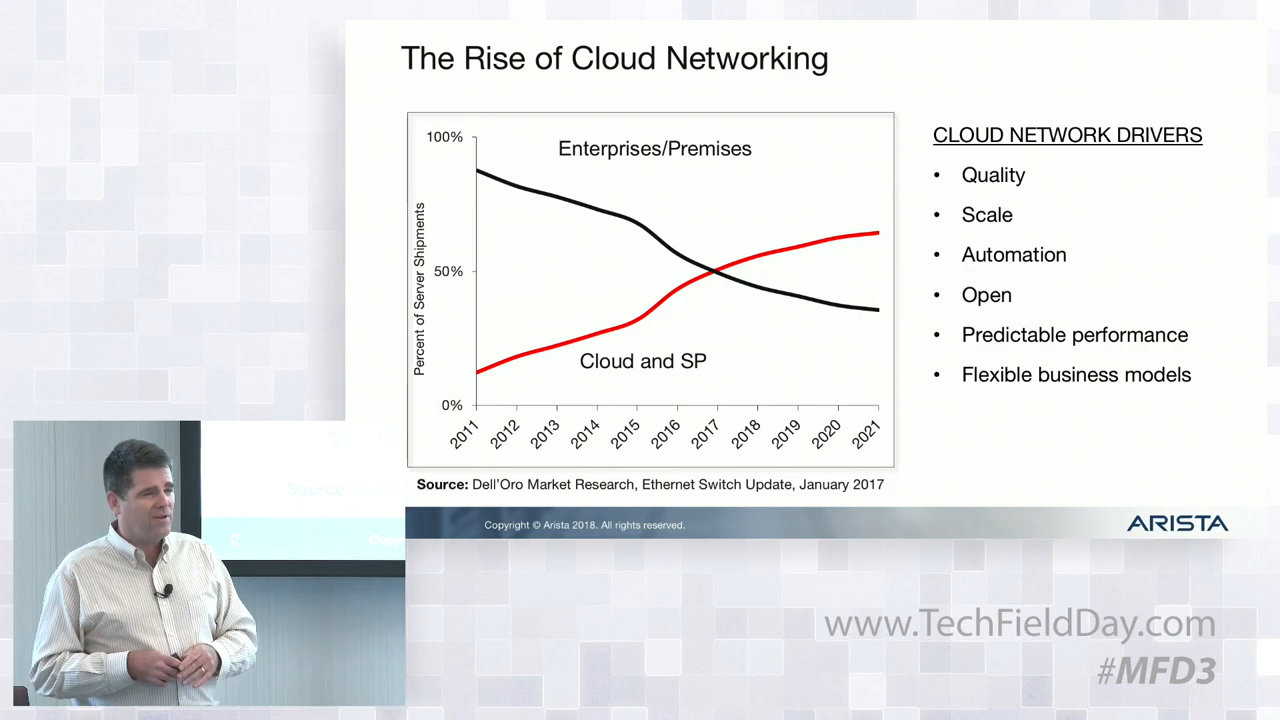 The Rise of Cloud Networking
100%
50%
0%
Percent of Server Shipments
Enterprises/Premises
Cloud and SP
2011
2012
2013
2014
2015
2016
2017
2018
2019
2020
2021
Source: Dell'Oro Market Research, Ethernet Switch Update, January 2017
CLOUD NETWORK DRIVERS
• Quality
• Scale
• Automation
• Open
• Predictable performance
• Flexible business models
Copyright © Arista 2018. All rights reserved.
ARISTA
Source:
2
www.TechFieldDay.com
#MFD3